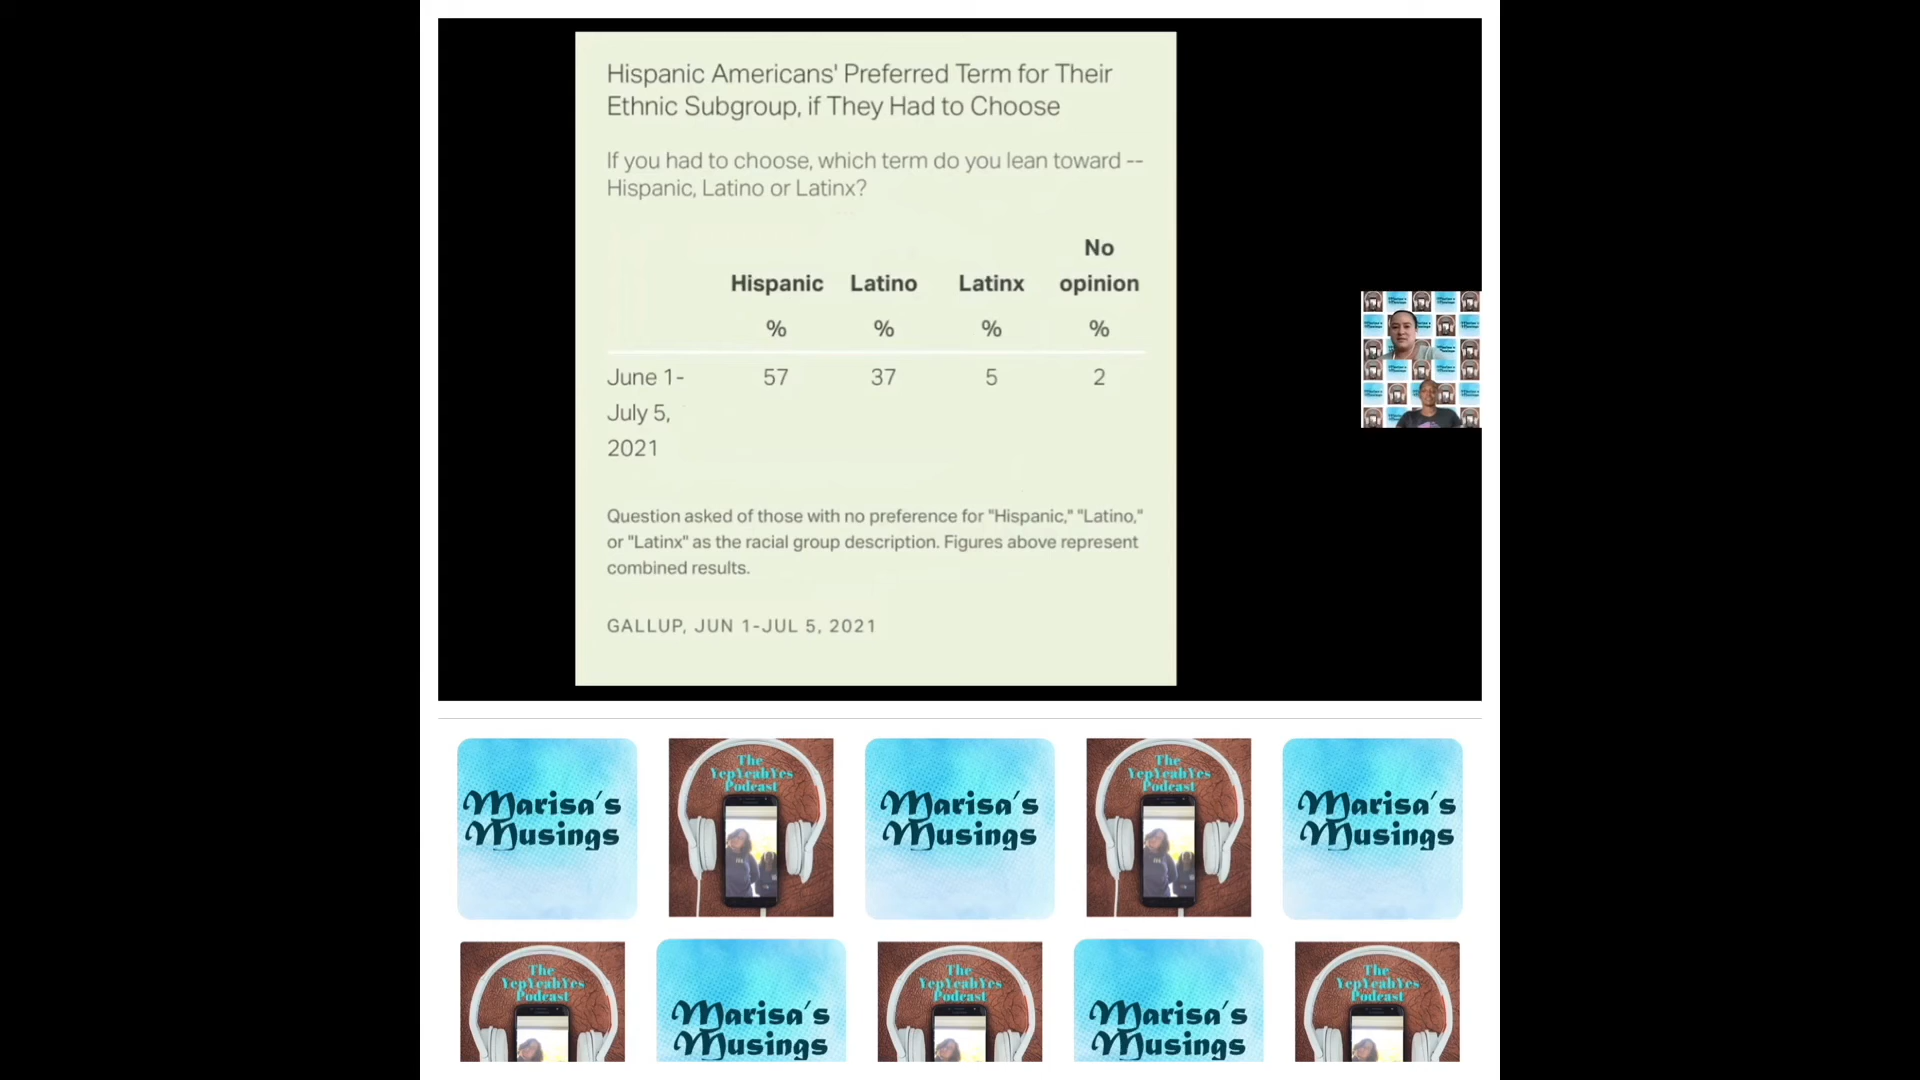 Hispanic Americans' Preferred Term for Their
Ethnic Subgroup, if They Had to Choose
If you had to choose, which term do you lean toward --
Hispanic, Latino or Latinx?
Hispanic Latino Latinx No opinion
% % % %
June 1- 57 37 5 2
July 5,
2021
Question asked of those with no preference for "Hispanic," "Latino,"
or "Latinx" as the racial group description. Figures above represent
combined results.
GALLUP, JUN 1-JUL 5, 2021
Marisa's
Musings
The
YepYeahYes
Podcast
Marisa's
Musings
The
YepYeahYes
Podcast
Marisa's
Musings
The
YepYeahYes
Podcast
Marisa's
Musings
The
YepYeahYes
Podcast
Marisa's
Musings
The
YepYeahYes
Podcast